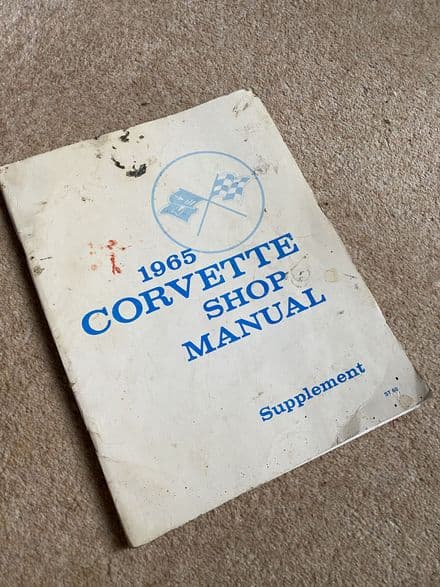 1965
CORVETTE
SHOP
MANUAL
Supplement